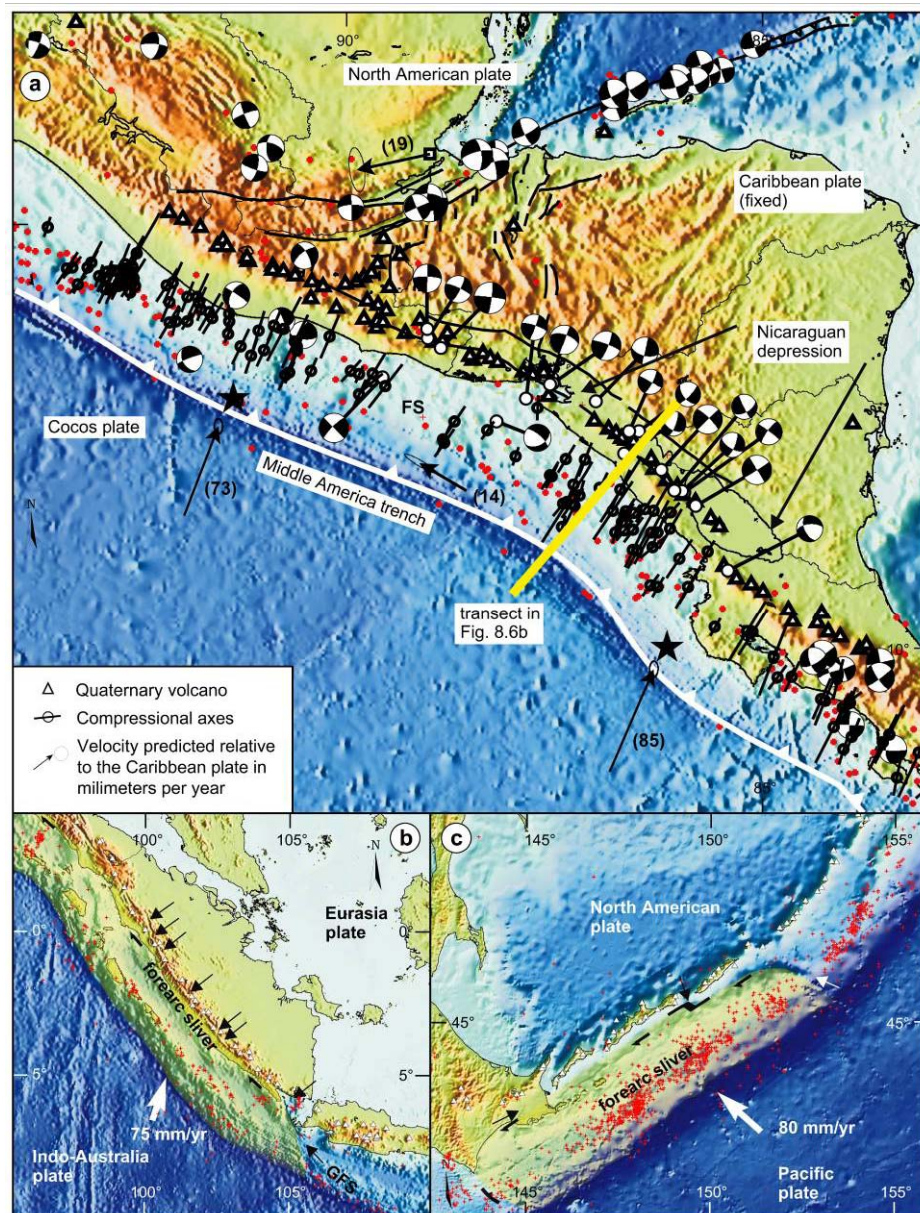 90°
85°
a
North American plate
(19)
Caribbean plate
(fixed)
15°
Nicaraguan
depression
Cocos plate
FS
(73)
Middle America trench
(14)
N
transect in
Fig. 8.6b
10°
(85)
85°
Quaternary volcano
Compressional axes
Velocity predicted relative
to the Caribbean plate in
milimeters per year
100°
105°
b
N
Eurasia
plate
0°
0°
forearc sliver
5°
5°
75 mm/yr
Indo-Australia
plate
GFS
100°
105°
c
145°
150°
155°
North American
plate
45°
45°
forearc sliver
80 mm/yr
Pacific
plate
145°
150°
155°